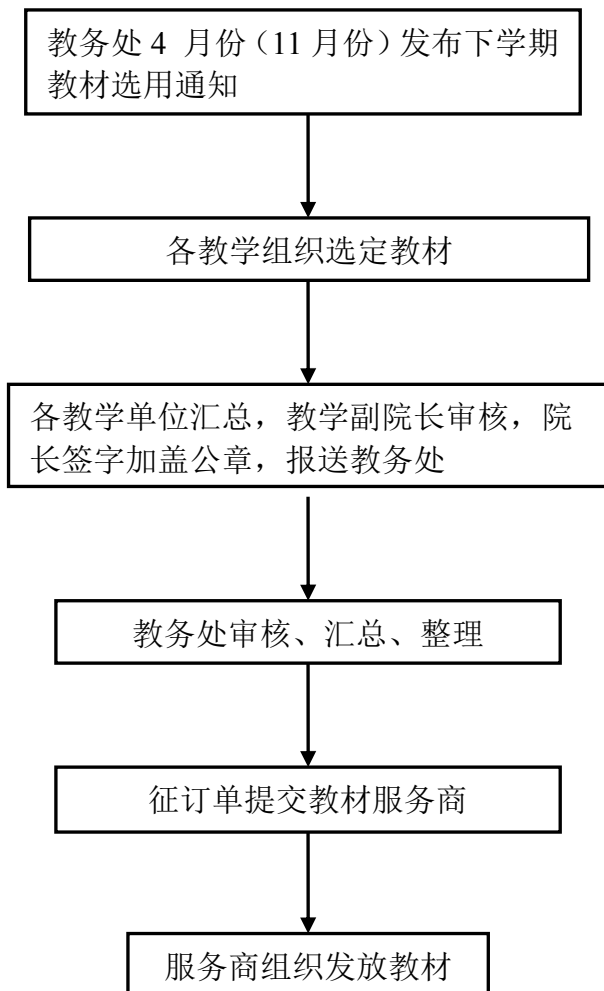 教务处 4 月份（11 月份）发布下学期
教材选用通知
各教学组织选定教材
各教学单位汇总，教学副院长审核，院
长签字加盖公章，报送教务处
教务处审核、汇总、整理
征订单提交教材服务商
服务商组织发放教材